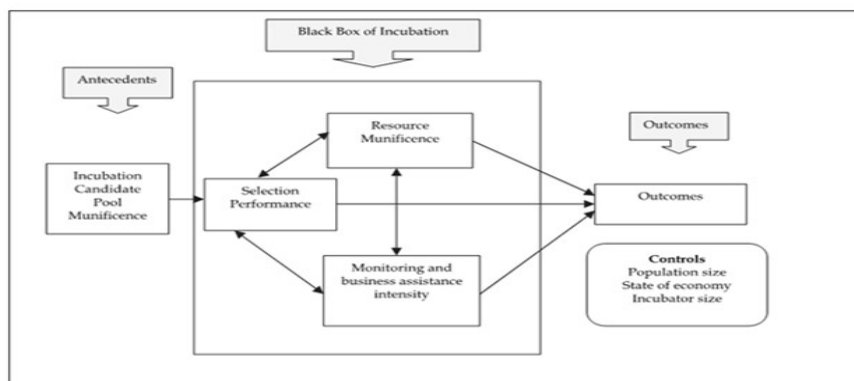 Black Box of Incubation
Antecedents
Incubation
Candidate
Pool
Munificence
Selection
Performance
Resource
Munificence
Monitoring and
business assistance
intensity
Outcomes
Outcomes
Controls
Population size
State of economy
Incubator size